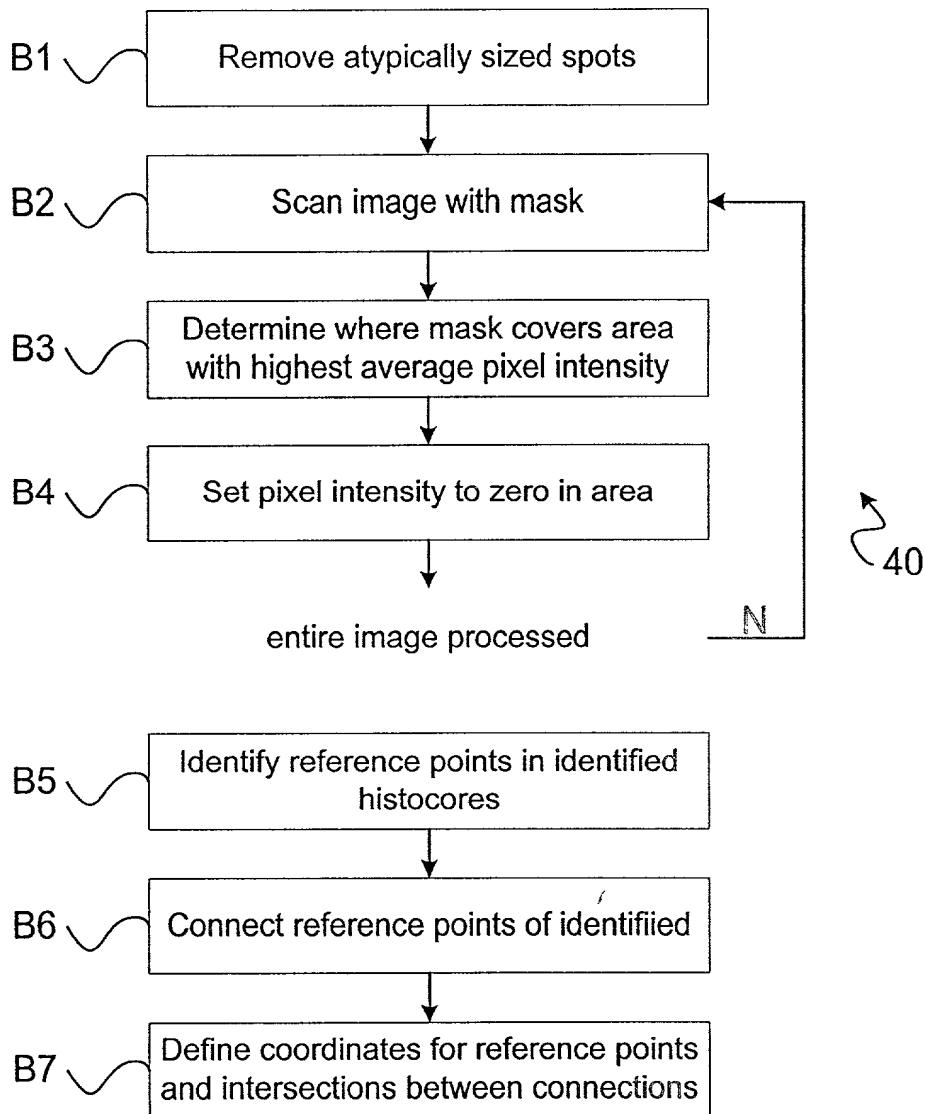 B1
Remove atypically sized spots
B2
Scan image with mask
B3
Determine where mask covers area
with highest average pixel intensity
B4
Set pixel intensity to zero in area
40
entire image processed
N
B5
Identify reference points in identified
histocores
B6
Connect reference points of identifiied
B7
Define coordinates for reference points
and intersections between connections